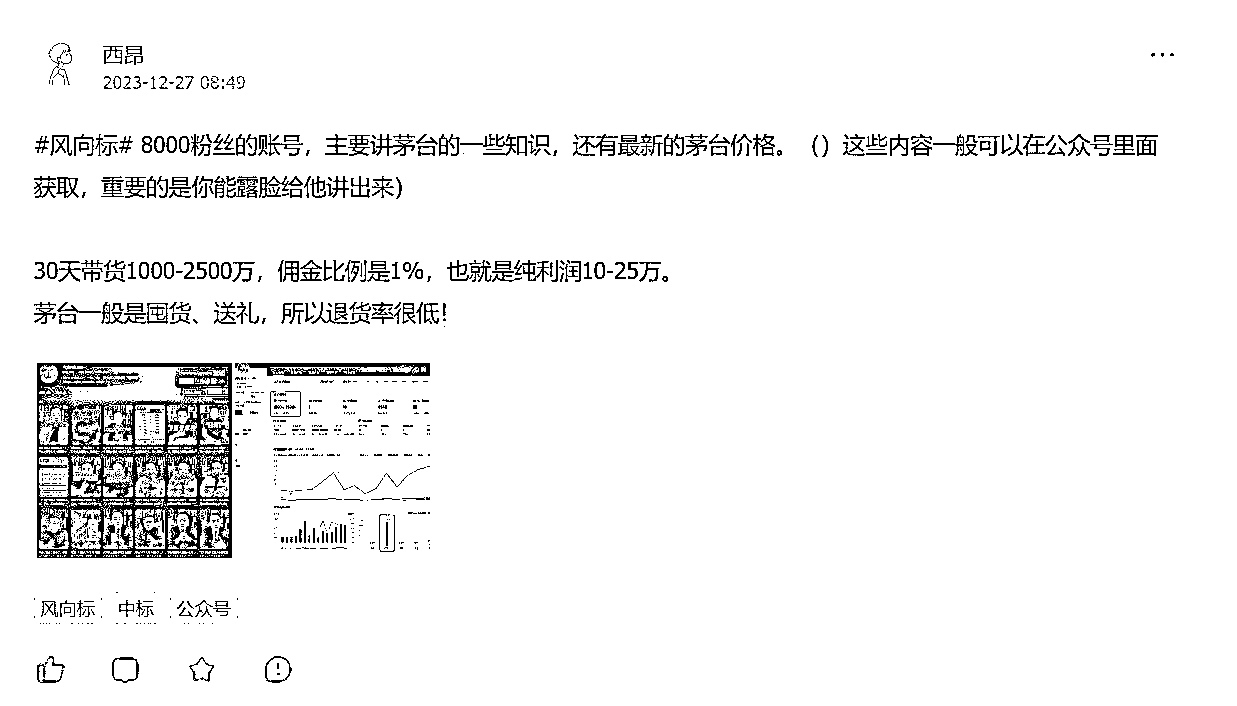 西昂
2023-12-27 08:49
#风向标# 8000粉丝的账号，主要讲茅台的一些知识，还有最新的茅台价格。（）这些内容一般可以在公众号里面
获取，重要的是你能露脸给他讲出来）
30天带货1000-2500万，佣金比例是1%，也就是纯利润10-25万。
茅台一般是囤货、送礼，所以退货率很低！
风向标 中标 公众号